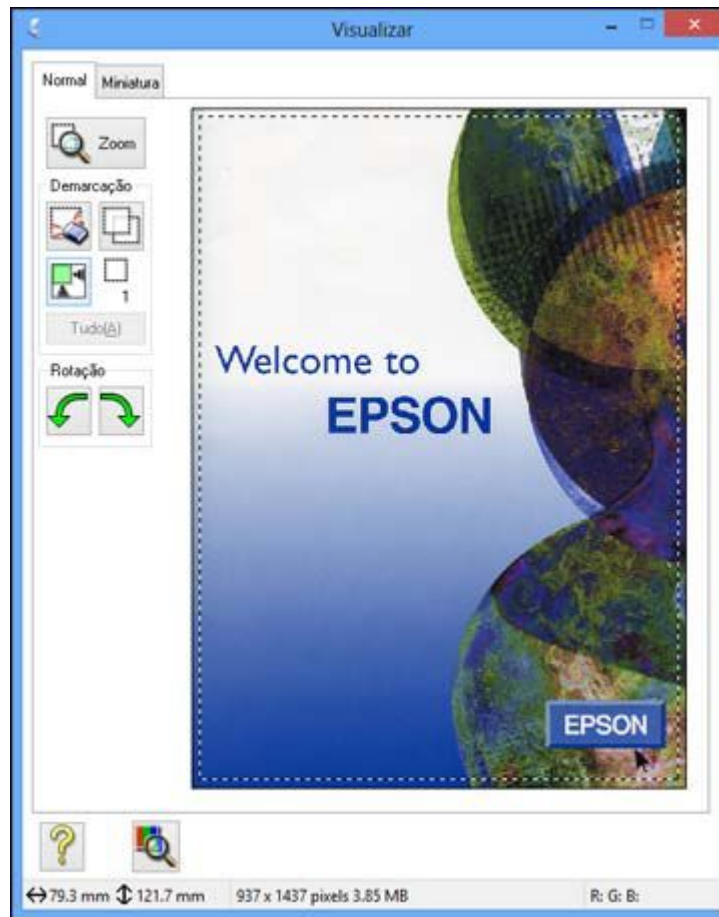 Visualizar
Normal Miniatura
Zoom
Demarcação
1
Tudo(A)
Rotação
Welcome to
EPSON
EPSON
79.3 mm 121.7 mm 937 x 1437 pixels 3.85 MB R: G: B: